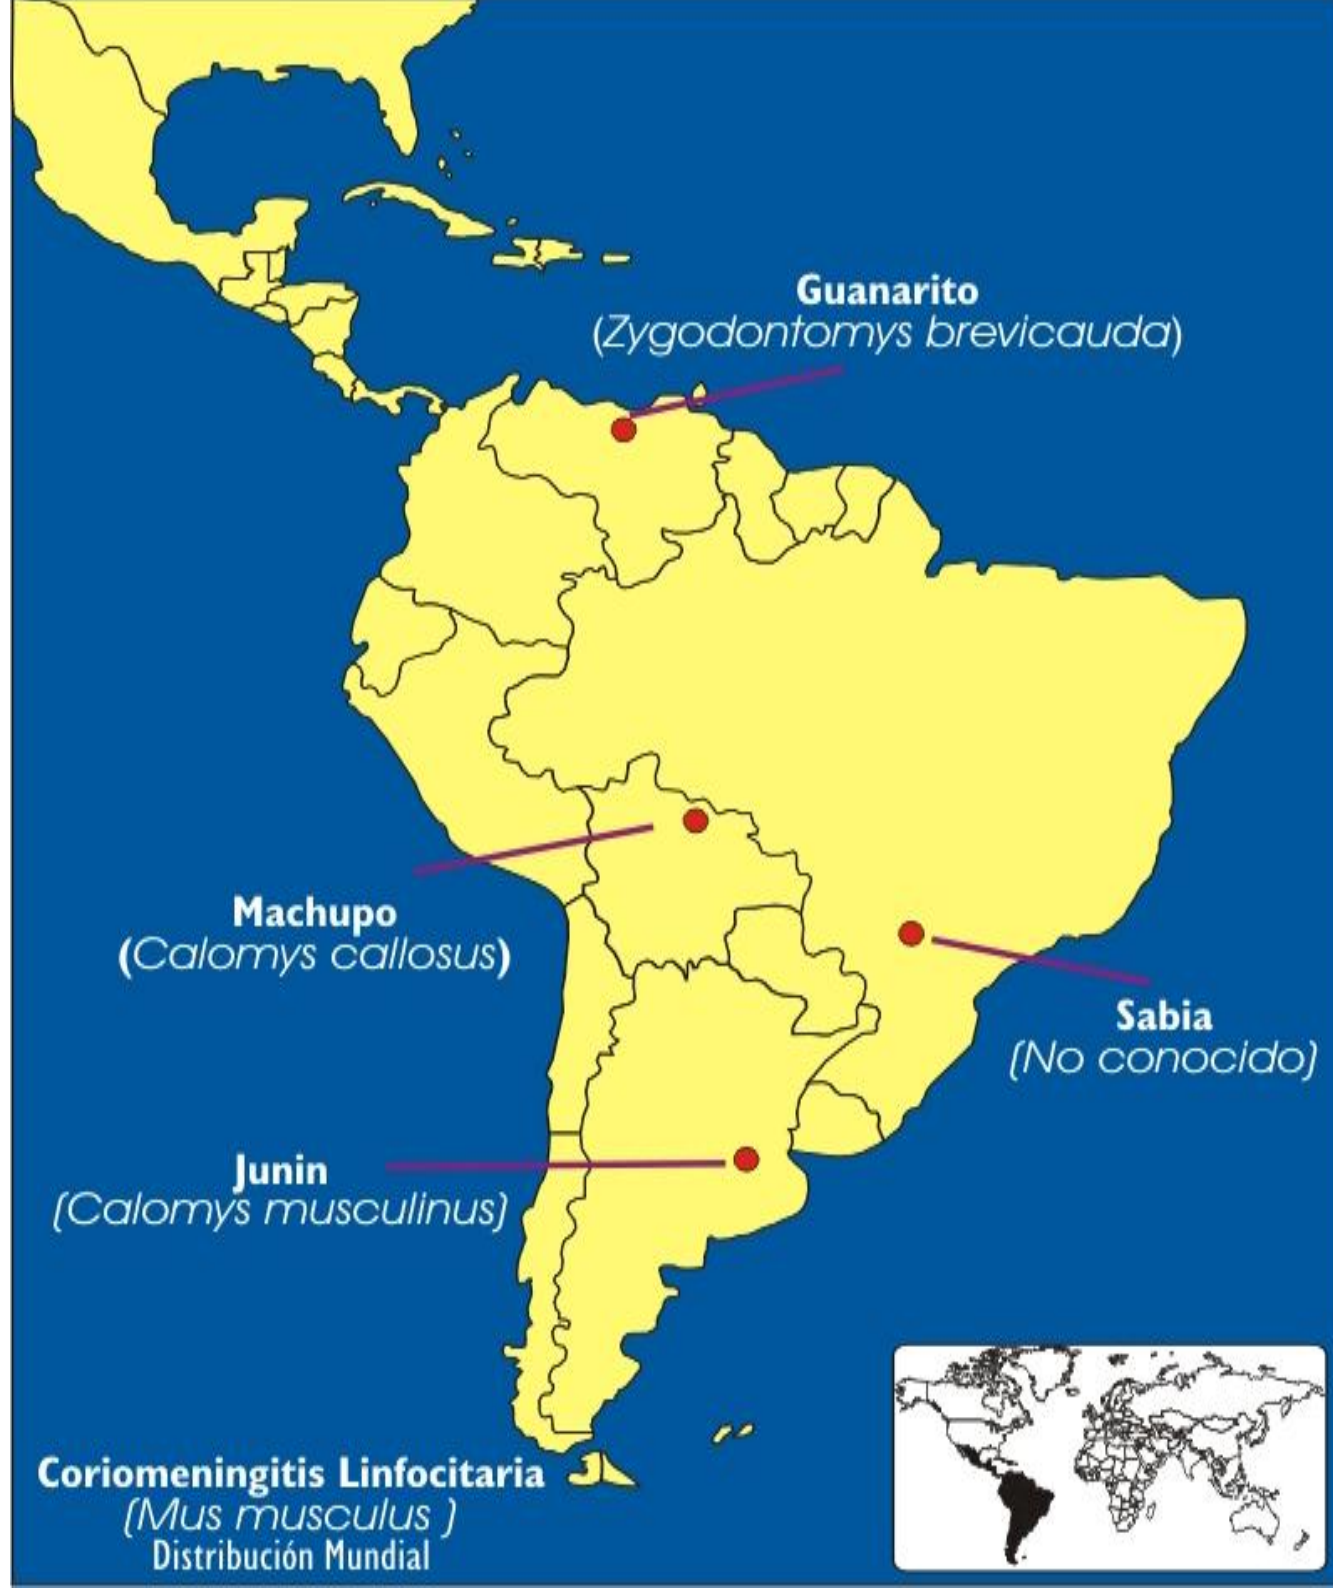 Guanarito
(Zygodontomys brevicauda)
Machupo
(Calomys callosus)
Sabia
(No conocido)
Junin
(Calomys musculinus)
Coriomeningitis Linfocitaria
(Mus musculus )
Distribución Mundial